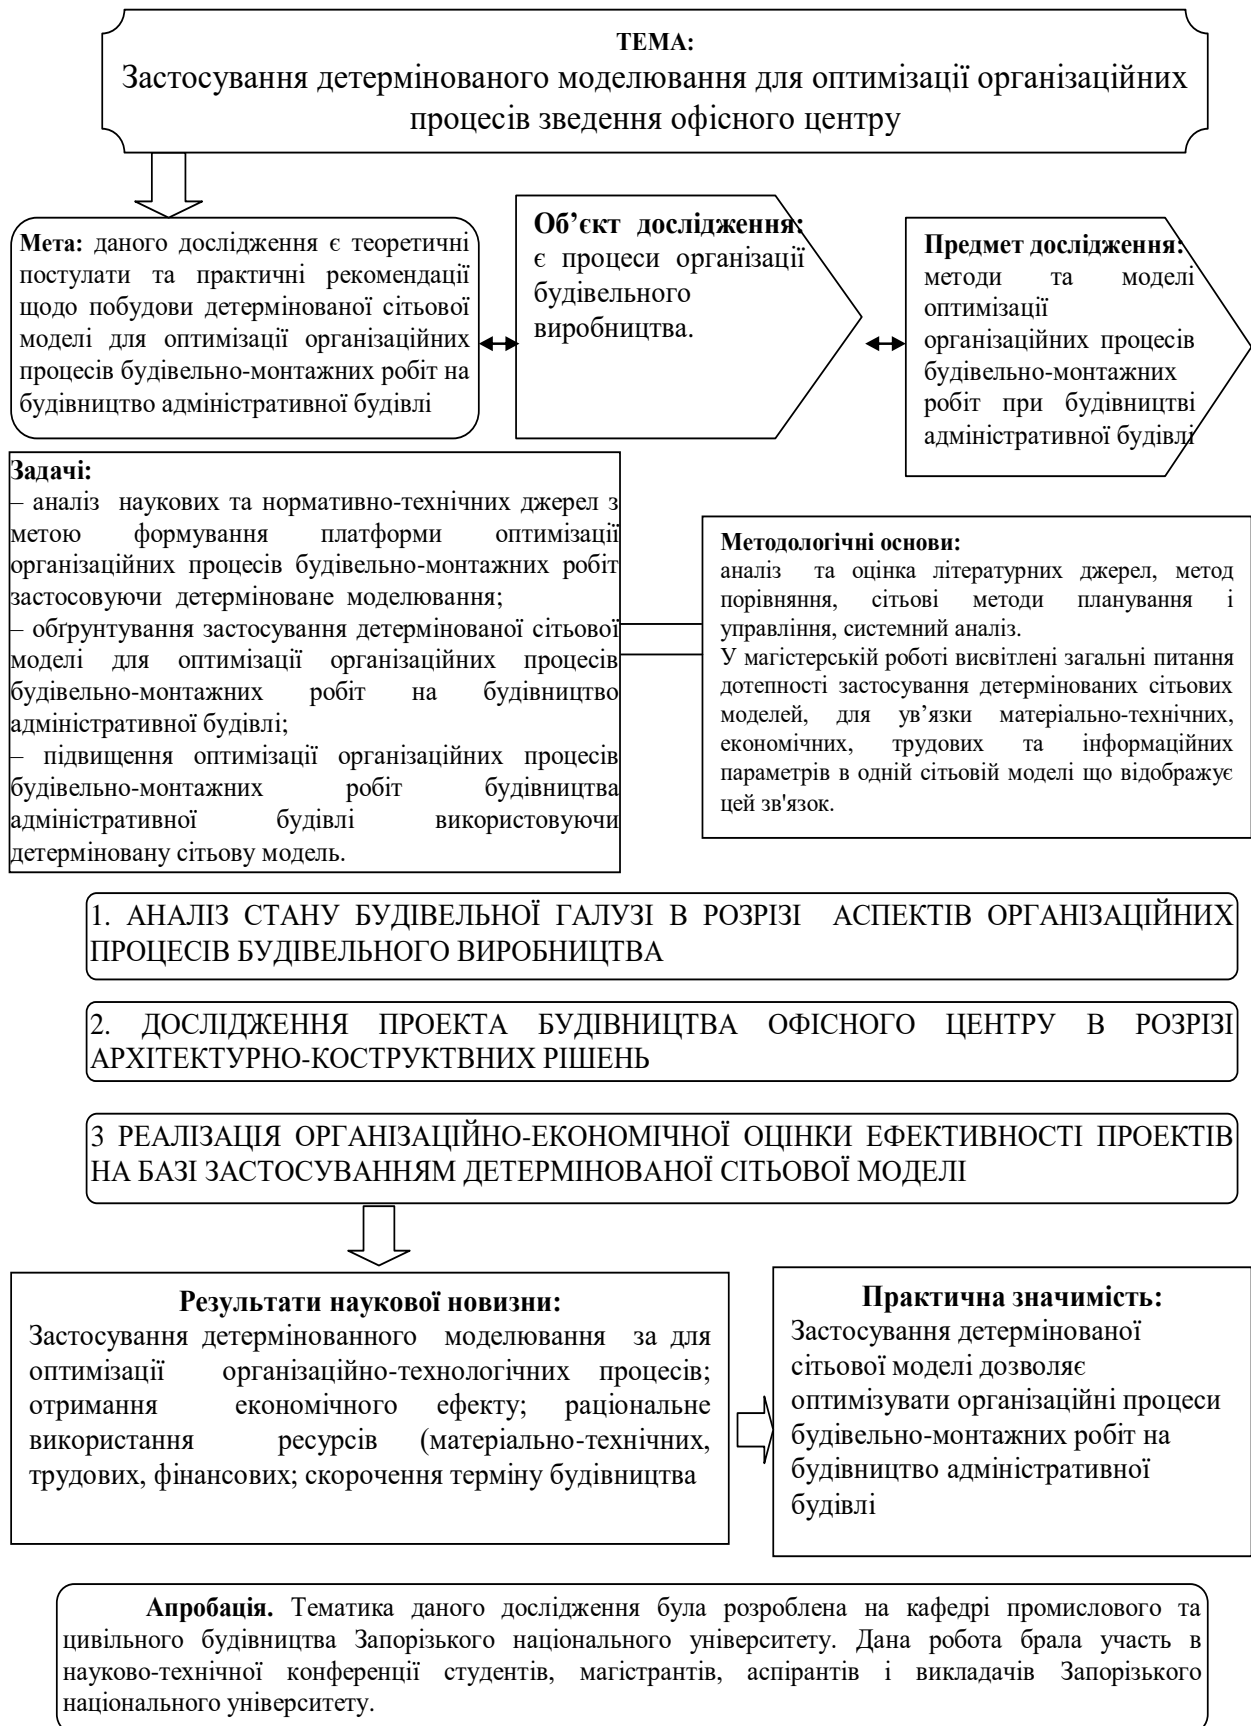 ТЕМА:
Застосування детермінованого моделювання для оптимізації організаційних
процесів зведення офісного центру
Мета: даного дослідження є теоретичні
постулати та практичні рекомендації
щодо побудови детермінованої сітьової
моделі для оптимізації організаційних
процесів будівельно-монтажних робіт на
будівництво адміністративної будівлі
Об’єкт дослідження:
є процеси організації
будівельного
виробництва.
Предмет дослідження:
методи та моделі
оптимізації
організаційних процесів
будівельно-монтажних
робіт при будівництві
адміністративної будівлі
Задачі:
– аналіз наукових та нормативно-технічних джерел з
метою формування платформи оптимізації
організаційних процесів будівельно-монтажних робіт
застосовуючи детерміноване моделювання;
– обґрунтування застосування детермінованої сітьової
моделі для оптимізації організаційних процесів
будівельно-монтажних робіт на будівництво
адміністративної будівлі;
– підвищення оптимізації організаційних процесів
будівельно-монтажних робіт будівництва
адміністративної будівлі використовуючи
детерміновану сітьову модель.
Методологічні основи:
аналіз та оцінка літературних джерел, метод
порівняння, сітьові методи планування і
управління, системний аналіз.
У магістерській роботі висвітлені загальні питання
дотепності застосування детермінованих сітьових
моделей, для ув’язки матеріально-технічних,
економічних, трудових та інформаційних
параметрів в одній сітьовій моделі що відображує
цей зв'язок.
1. АНАЛІЗ СТАНУ БУДІВЕЛЬНОЇ ГАЛУЗІ В РОЗРІЗІ АСПЕКТІВ ОРГАНІЗАЦІЙНИХ
ПРОЦЕСІВ БУДІВЕЛЬНОГО ВИРОБНИЦТВА
2. ДОСЛІДЖЕННЯ ПРОЕКТА БУДІВНИЦТВА ОФІСНОГО ЦЕНТРУ В РОЗРІЗІ
АРХІТЕКТУРНО-КОСТРУКТВНИХ РІШЕНЬ
3 РЕАЛІЗАЦІЯ ОРГАНІЗАЦІЙНО-ЕКОНОМІЧНОЇ ОЦІНКИ ЕФЕКТИВНОСТІ ПРОЕКТІВ
НА БАЗІ ЗАСТОСУВАННЯМ ДЕТЕРМІНОВАНОЇ СІТЬОВОЇ МОДЕЛІ
Результати наукової новизни:
Застосування детермінованного моделювання за для
оптимізації організаційно-технологічних процесів;
отримання економічного ефекту; раціональне
використання ресурсів (матеріально-технічних,
трудових, фінансових; скорочення терміну будівництва
Практична значимість:
Застосування детермінованої
сітьової моделі дозволяє
оптимізувати організаційні процеси
будівельно-монтажних робіт на
будівництво адміністративної
будівлі
Апробація. Тематика даного дослідження була розроблена на кафедрі промислового та
цивільного будівництва Запорізького національного університету. Дана робота брала участь в
науково-технічної конференції студентів, магістрантів, аспірантів і викладачів Запорізького
національного університету.